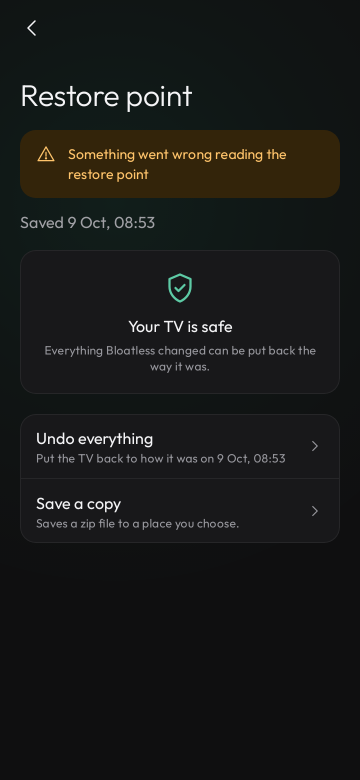 Restore point
Something went wrong reading the
restore point
Saved 9 Oct, 08:53
Your TV is safe
Everything Bloatless changed can be put back the
way it was.
Undo everything
Put the TV back to how it was on 9 Oct, 08:53
Save a copy
Saves a zip file to a place you choose.